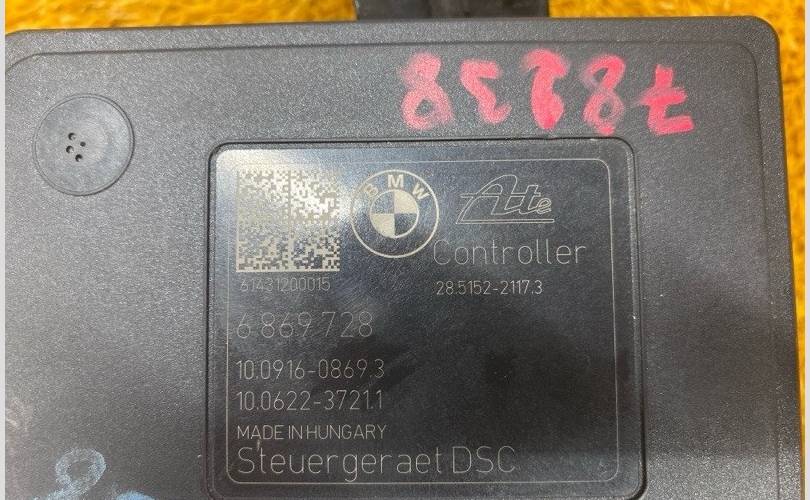 BMW Ate
Controller
61431200015 28.5152-2117.3
6 869 728
10.0916-0869.3
10.0622-3721.1
MADE IN HUNGARY
Steuergeraet DSC